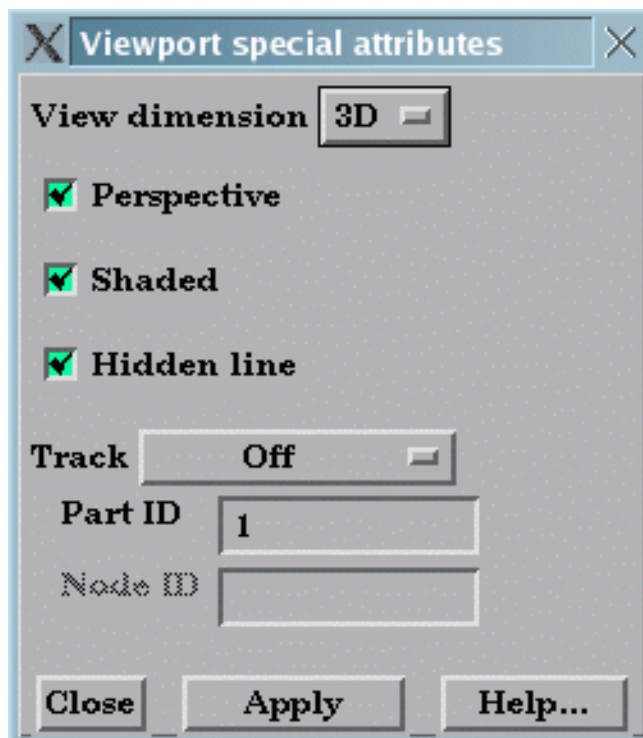 Viewport special attributes
View dimension 3D
Perspective
Shaded
Hidden line
Track Off
Part ID 1
Node ID
Close Apply Help...